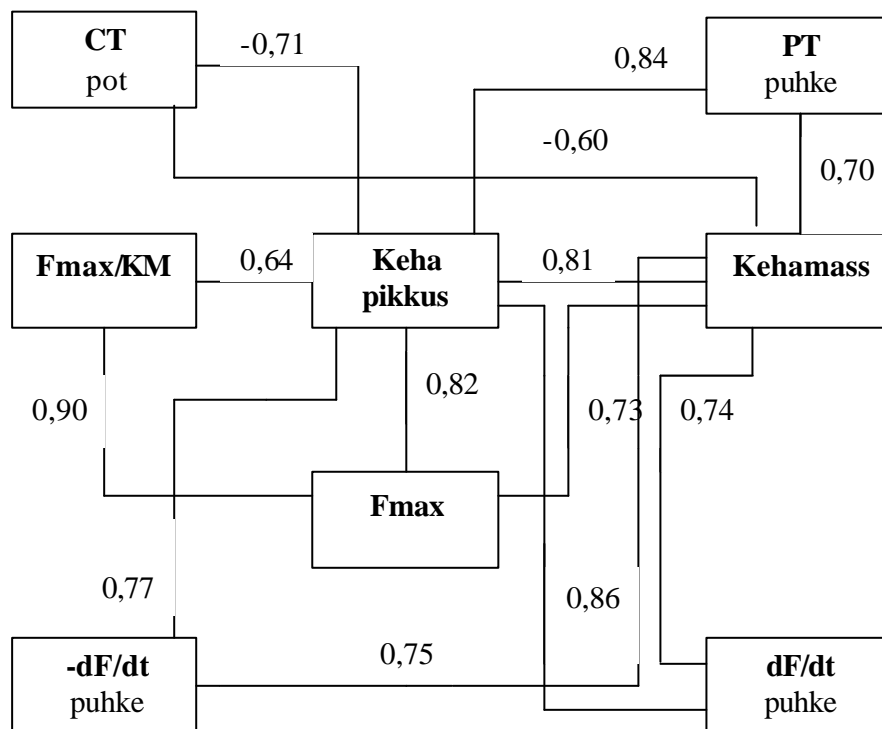 CT
pot
-0,71
0,84
PT
puhke
-0,60
0,70
Fmax/KM
0,64
Keha
pikkus
0,81
Kehamass
0,90
0,82
0,73
0,74
Fmax
0,77
0,86
-dF/dt
puhke
0,75
dF/dt
puhke